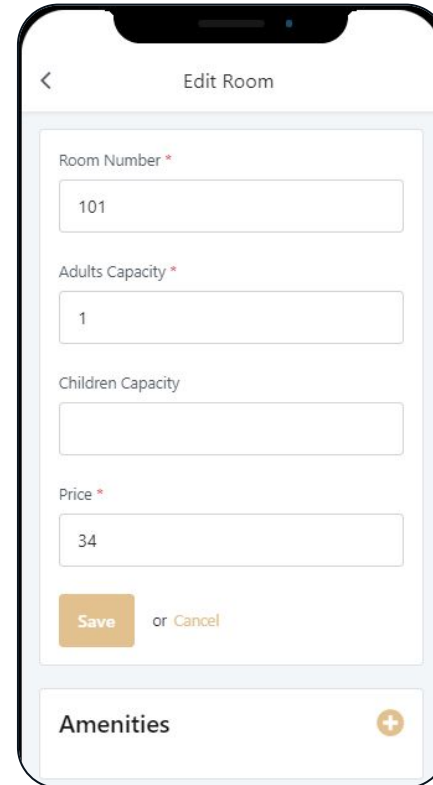 Edit Room
Room Number *
101
Adults Capacity *
1
Children Capacity
Price *
34
Save or Cancel
Amenities